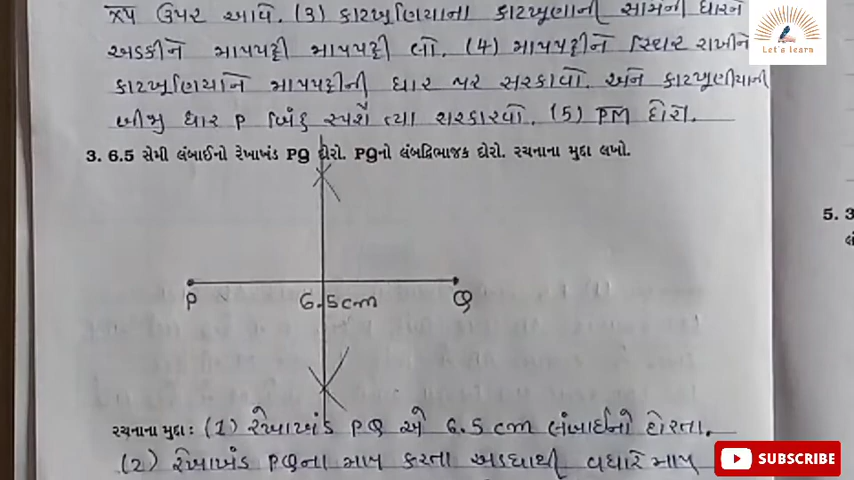 XY ઉપર આવે. (3) કાટખૂણિયાના કાટખૂણાની સામેની ધારને
અડકીને માપપટ્ટી માપપટ્ટી લો. (4) માપપટ્ટીને સ્થિર રાખીને
કાટખૂણિયાને માપપટ્ટીની ધાર પર સરકાવો. અને કાટખૂણીયાની
બીજી ધાર P બિંદુ સ્પર્શે ત્યા સરકારવો. (5) PM દોરો.
3. 6.5 સેમી લંબાઈનો રેખાખંડ PQ દોરો. PQનો લંબદ્વિભાજક દોરો. રચનાના મુદ્દા લખો.
P 6.5cm Q
રચનાના મુદ્દા: (1) રેખાખંડ PQ એ 6.5 cm લંબાઈનો દોરતા.
(2) રેખાખંડ PQના માપ કરતા અડધાથી વધારે માપ
5. 3
Let's learn
SUBSCRIBE